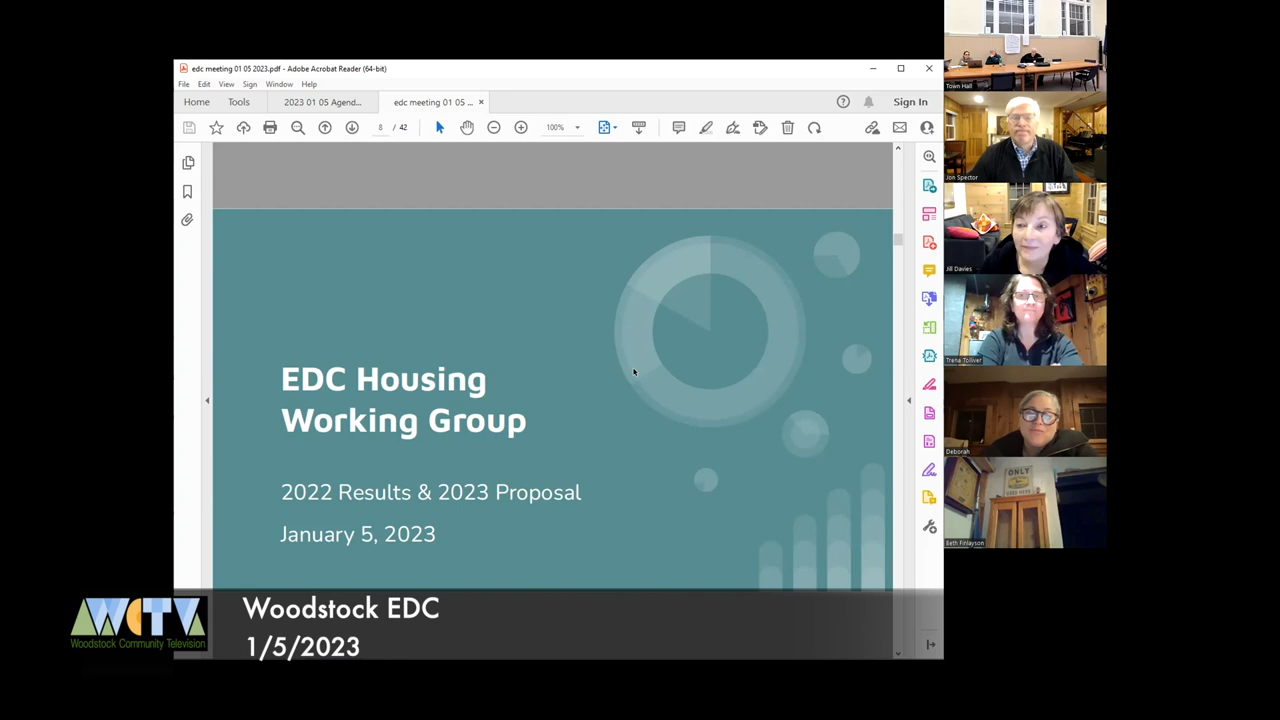 edc meeting 01 05 2023.pdf - Adobe Acrobat Reader (64-bit)
File Edit View Sign Window Help
Home Tools 2023 01 05 Agend... edc meeting 01 05 ... Sign In
8 / 42 100%
EDC Housing
Working Group
2022 Results & 2023 Proposal
January 5, 2023
WCTV
Woodstock Community Television
Woodstock EDC
1/5/2023
Town Hall
Jon Spector
Jill Davies
Trena Tolliver
Deborah
ONLY
Beth Finlayson